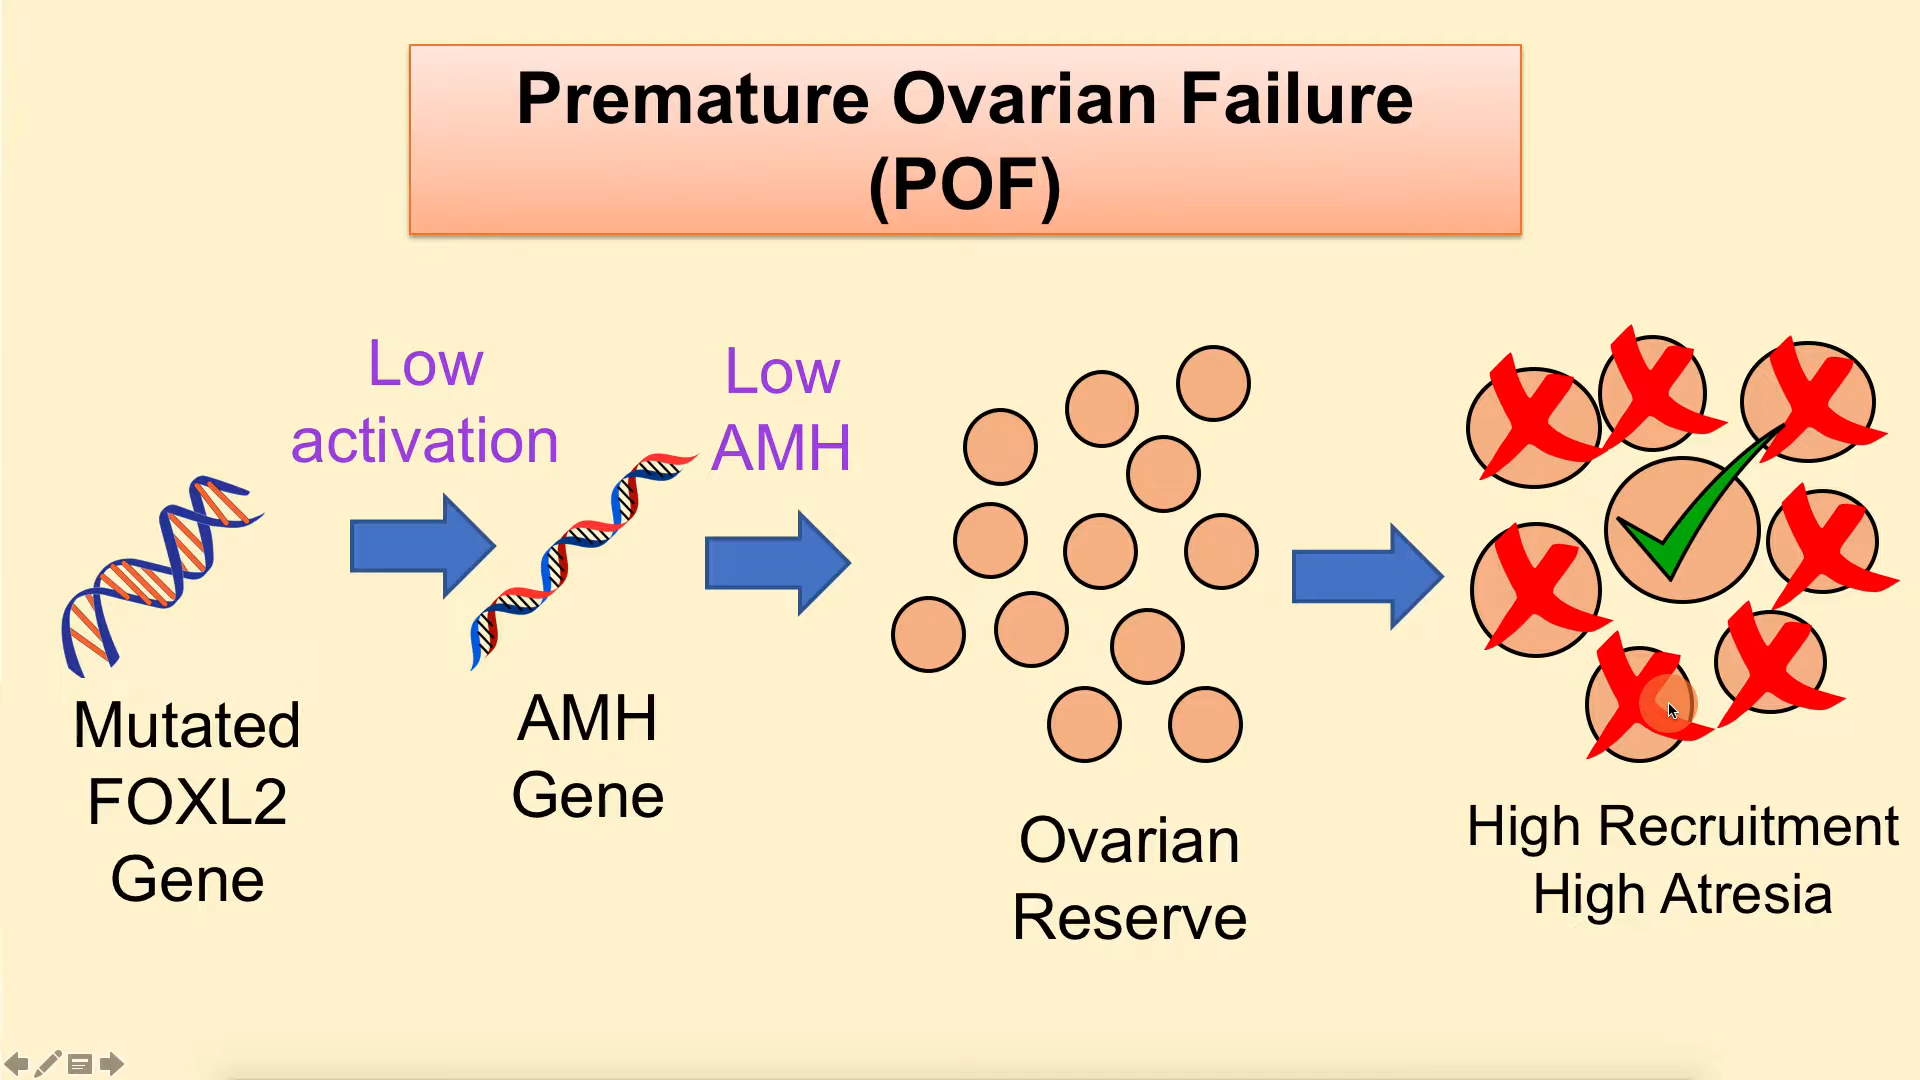 Premature Ovarian Failure
(POF)
Low
activation
Low
AMH
Mutated
FOXL2
Gene
AMH
Gene
Ovarian
Reserve
High Recruitment
High Atresia